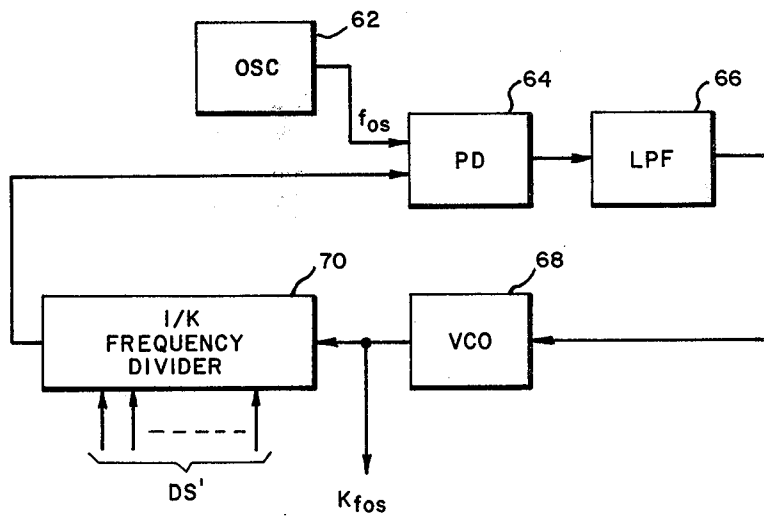 62
OSC
64
66
fos
PD
LPF
70
68
1/K
FREQUENCY
DIVIDER
VCO
DS'
Kfos